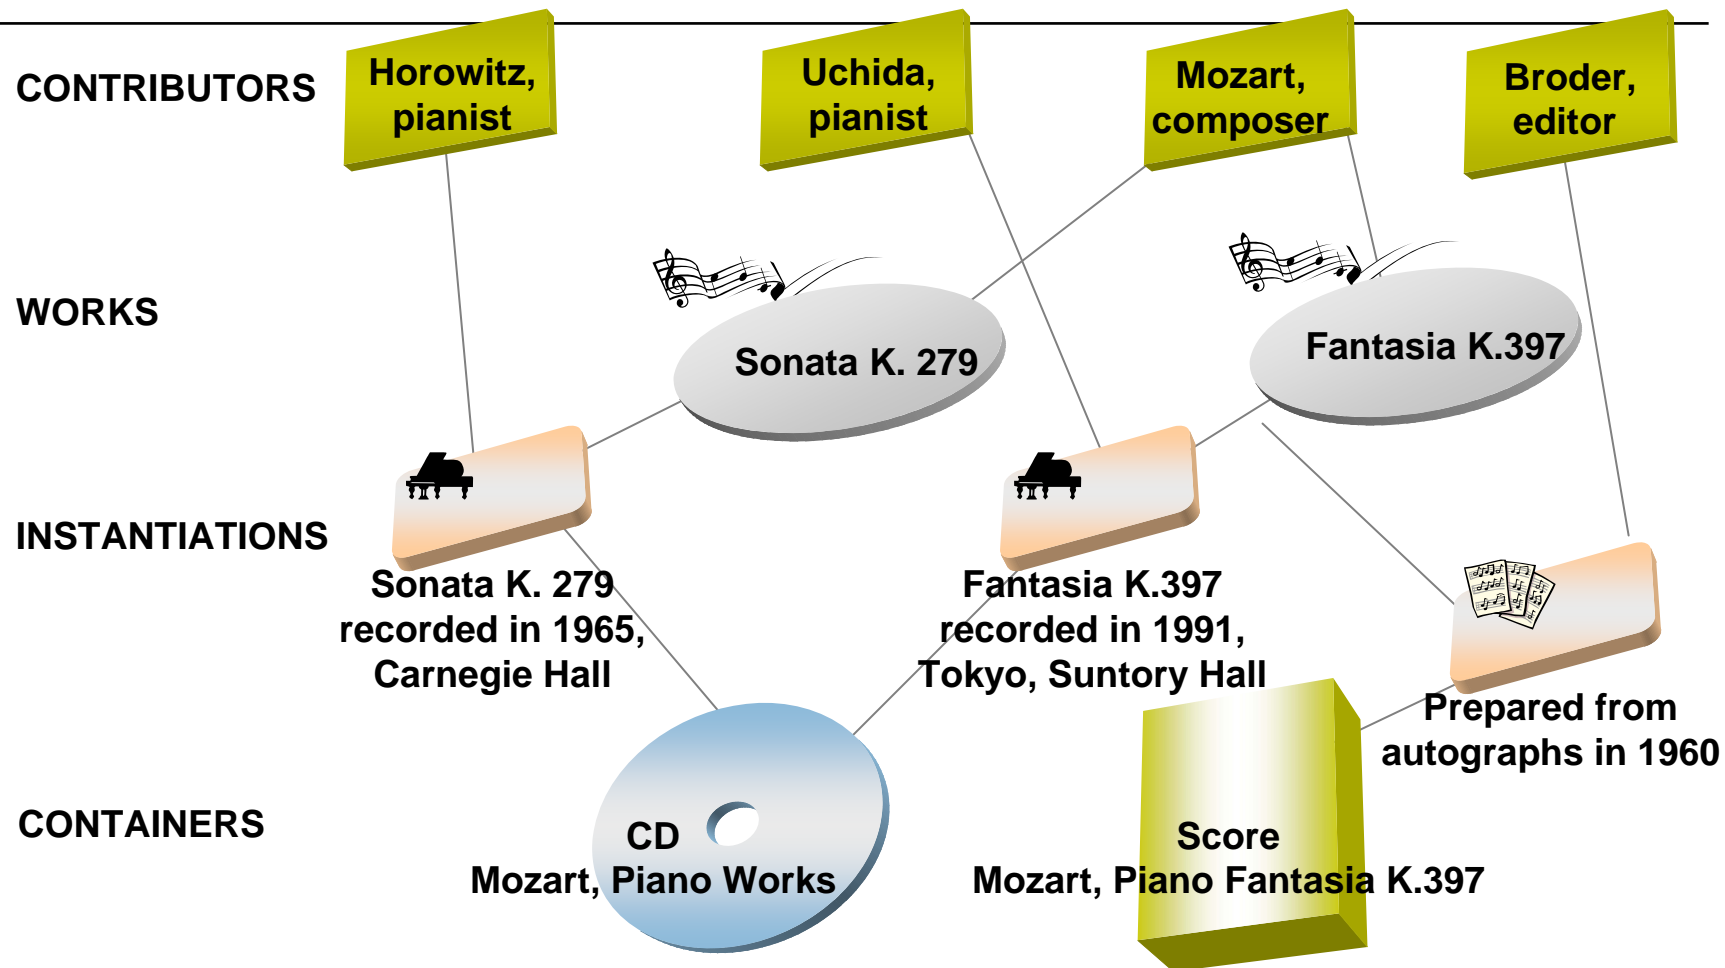 CONTRIBUTORS
Horowitz,
pianist
Uchida,
pianist
Mozart,
composer
Broder,
editor
WORKS
Sonata K. 279
Fantasia K.397
INSTANTIATIONS
Sonata K. 279
recorded in 1965,
Carnegie Hall
Fantasia K.397
recorded in 1991,
Tokyo, Suntory Hall
Prepared from
autographs in 1960
CONTAINERS
CD
Mozart, Piano Works
Score
Mozart, Piano Fantasia K.397